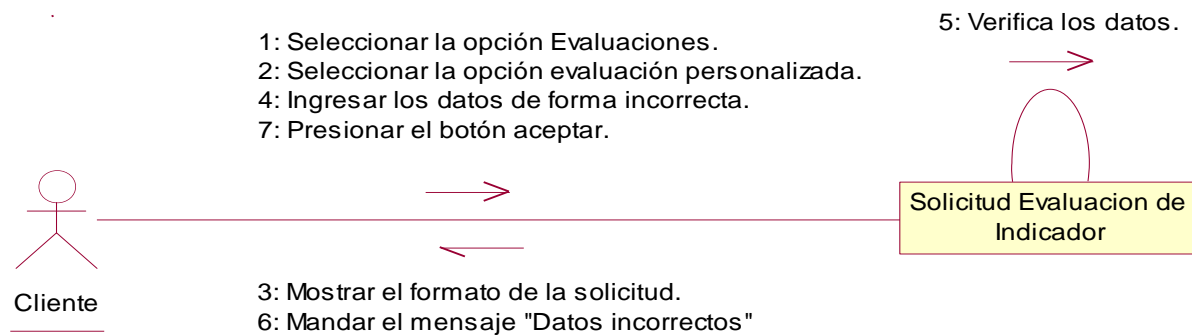 5: Verifica los datos.
1: Seleccionar la opción Evaluaciones.
2: Seleccionar la opción evaluación personalizada.
4: Ingresar los datos de forma incorrecta.
7: Presionar el botón aceptar.
Solicitud Evaluacion de
Indicador
Cliente
3: Mostrar el formato de la solicitud.
6: Mandar el mensaje "Datos incorrectos"